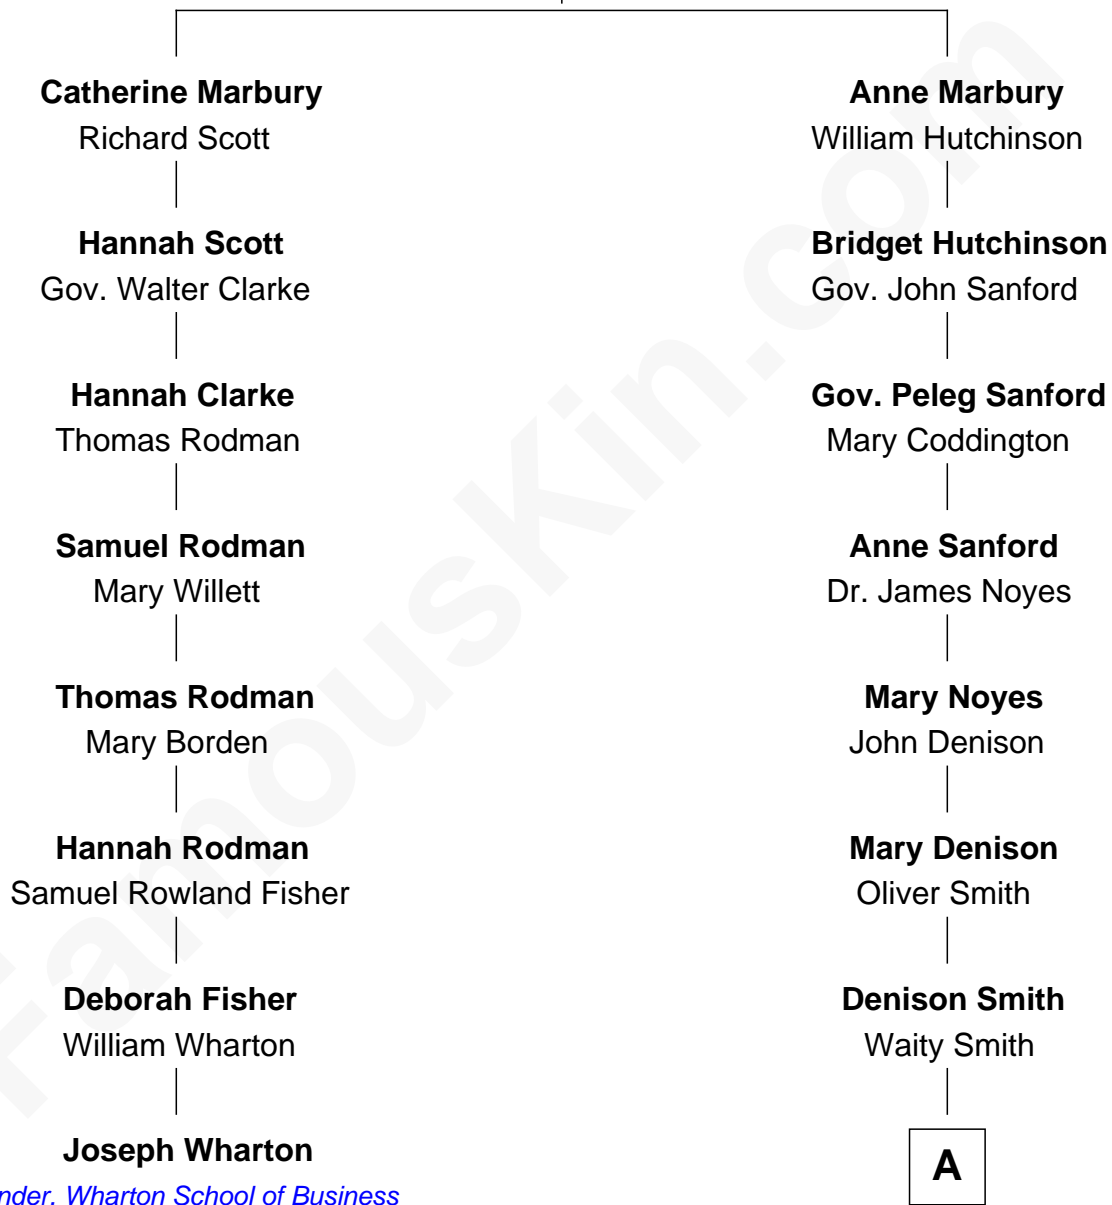 Catherine Marbury
Richard Scott
Hannah Scott
Gov. Walter Clarke
Hannah Clarke
Thomas Rodman
Samuel Rodman
Mary Willett
Thomas Rodman
Mary Borden
Hannah Rodman
Samuel Rowland Fisher
Deborah Fisher
William Wharton
Joseph Wharton
nder, Wharton School of Business
Anne Marbury
William Hutchinson
Bridget Hutchinson
Gov. John Sanford
Gov. Peleg Sanford
Mary Coddington
Anne Sanford
Dr. James Noyes
Mary Noyes
John Denison
Mary Denison
Oliver Smith
Denison Smith
Waity Smith
A
FamousKin.com